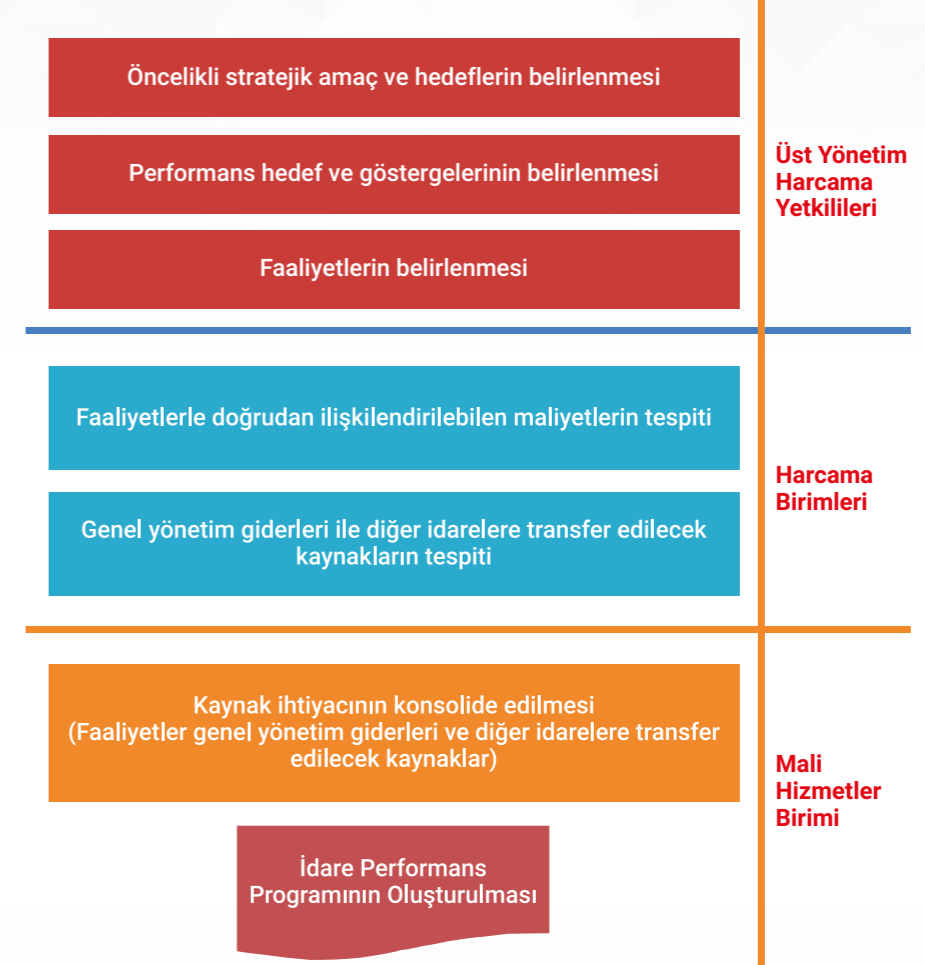 Öncelikli stratejik amaç ve hedeflerin belirlenmesi
Performans hedef ve göstergelerinin belirlenmesi
Faaliyetlerin belirlenmesi
Üst Yönetim
Harcama
Yetkilileri
Faaliyetlerle doğrudan ilişkilendirilebilen maliyetlerin tespiti
Genel yönetim giderleri ile diğer idarelere transfer edilecek
kaynakların tespiti
Harcama
Birimleri
Kaynak ihtiyacının konsolide edilmesi
(Faaliyetler genel yönetim giderleri ve diğer idarelere transfer
edilecek kaynaklar)
İdare Performans
Programının Oluşturulması
Mali
Hizmetler
Birimi